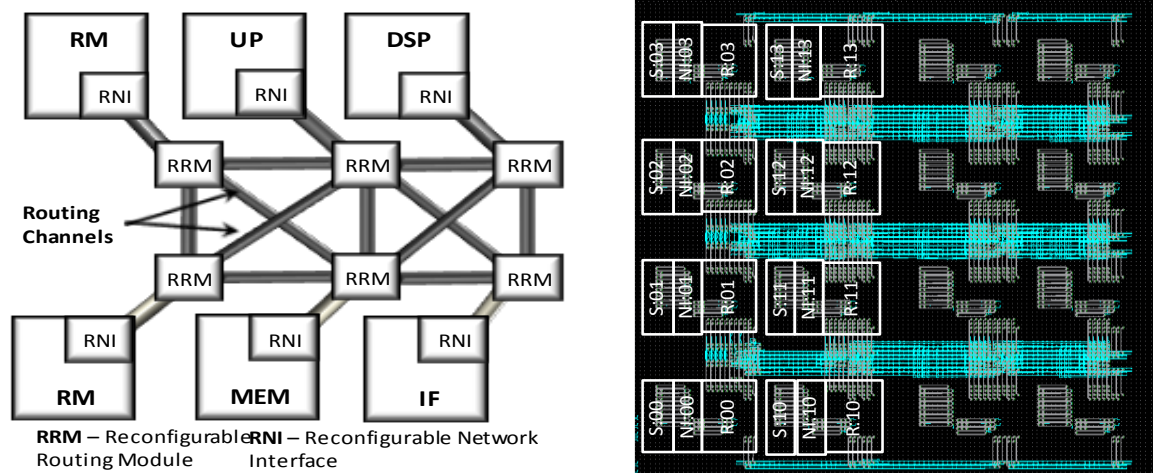 RM
UP
DSP
RNI
RNI
RNI
RRM
RRM
RRM
Routing
Channels
RRM
RRM
RRM
RNI
RNI
RNI
RM
MEM
IF
RRM – Reconfigurable
Routing Module
RNI – Reconfigurable Network
Interface
S:03
NI:03
R:03
S:13
NI:13
R:13
S:02
NI:02
R:02
S:12
NI:12
R:12
S:01
NI:01
R:01
S:11
NI:11
R:11
S:00
NI:00
R:00
S:10
NI:10
R:10